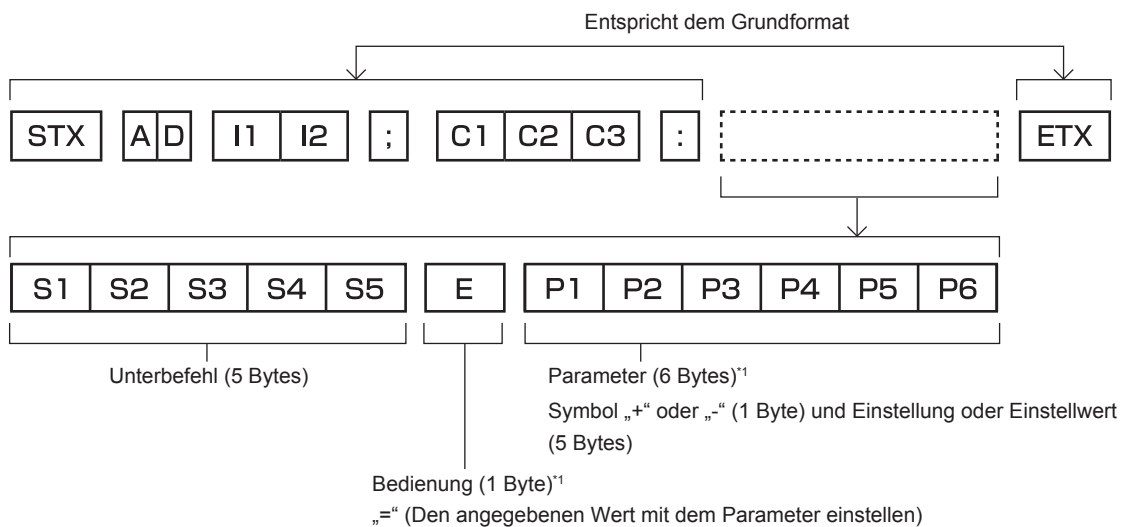 Entspricht dem Grundformat
STX A D I1 I2 ; C1 C2 C3 : ETX
S1 S2 S3 S4 S5 E P1 P2 P3 P4 P5 P6
Unterbefehl (5 Bytes)
Parameter (6 Bytes)*1
Symbol „+“ oder „-“ (1 Byte) und Einstellung oder Einstellwert
(5 Bytes)
Bedienung (1 Byte)*1
„=“ (Den angegebenen Wert mit dem Parameter einstellen)